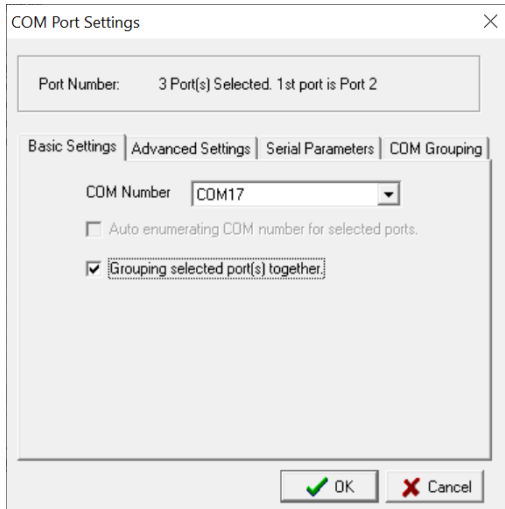 COM Port Settings
Port Number: 3 Port(s) Selected. 1st port is Port 2
Basic Settings Advanced Settings Serial Parameters COM Grouping
COM Number COM17
Auto enumerating COM number for selected ports.
Grouping selected port(s) together.
OK Cancel